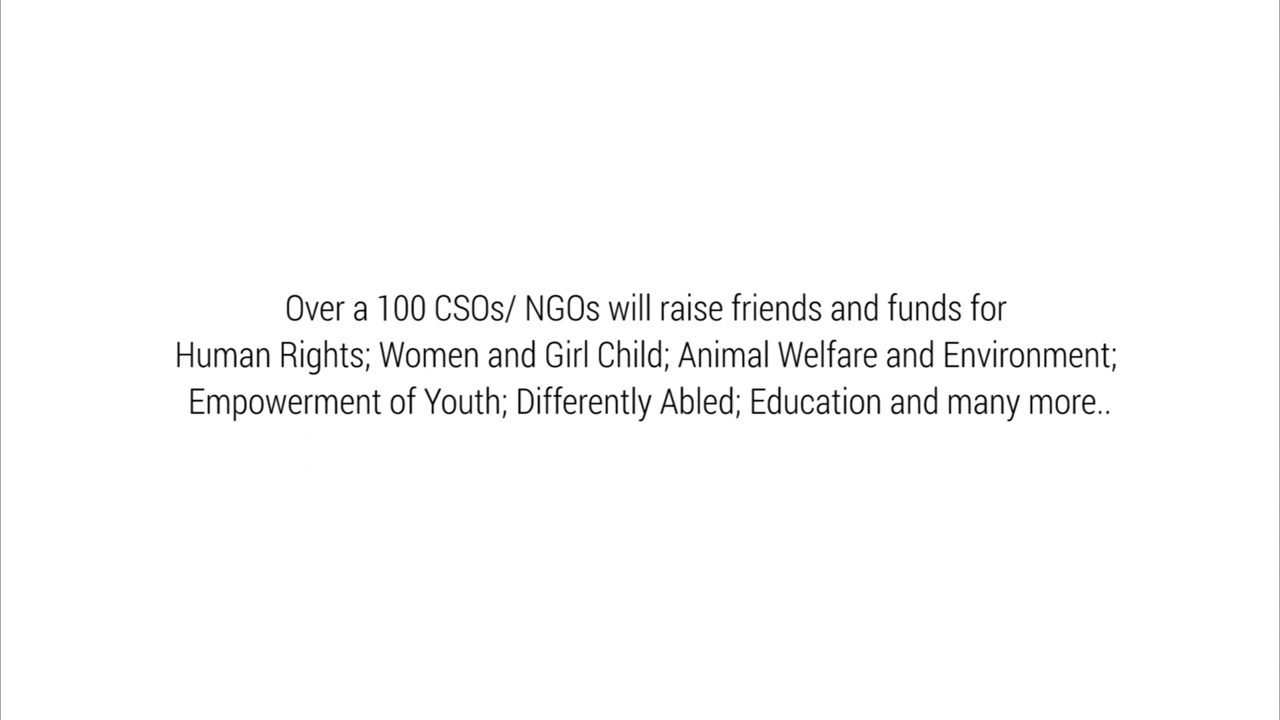 Over a 100 CSOs/ NGOs will raise friends and funds for
Human Rights; Women and Girl Child; Animal Welfare and Environment;
Empowerment of Youth; Differently Abled; Education and many more..